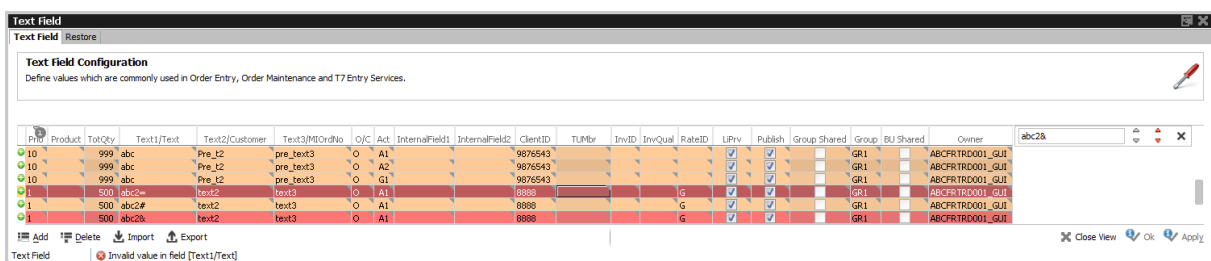 Text Field
Text Field Restore
Text Field Configuration
Define values which are commonly used in Order Entry, Order Maintenance and T7 Entry Services.
1
Product TotQty Text1/Text Text2/Customer Text3/MIOrdNo O/C Act InternalField1 InternalField2 ClientID TUMbr InvID InvQual RateID LiPrv Publish Group Shared Group BU Shared Owner abc2&
10 999 abc Pre_t2 pre_text3 O A1 9876543 GR1 ABCFRTRD001_GUI
10 999 abc Pre_t2 pre_text3 O A2 9876543 GR1 ABCFRTRD001_GUI
10 999 abc Pre_t2 pre_text3 O G1 9876543 GR1 ABCFRTRD001_GUI
1 500 abc2= text2 text3 O A1 8888 G GR1 ABCFRTRD001_GUI
1 500 abc2# text2 text3 O A1 8888 G GR1 ABCFRTRD001_GUI
1 500 abc2& text2 text3 O A1 8888 G GR1 ABCFRTRD001_GUI
Add Delete Import Export Close View Ok Apply
Text Field Invalid value in field [Text1/Text]